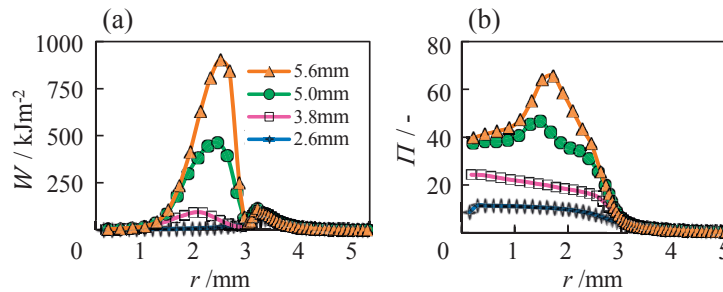 (a)
(b)
1000
750
500
250
0
W / kJm-2
5.6mm
5.0mm
3.8mm
2.6mm
0 1 2 3 4 5
r / mm
80
60
40
20
0
Π / -
0 1 2 3 4 5
r / mm